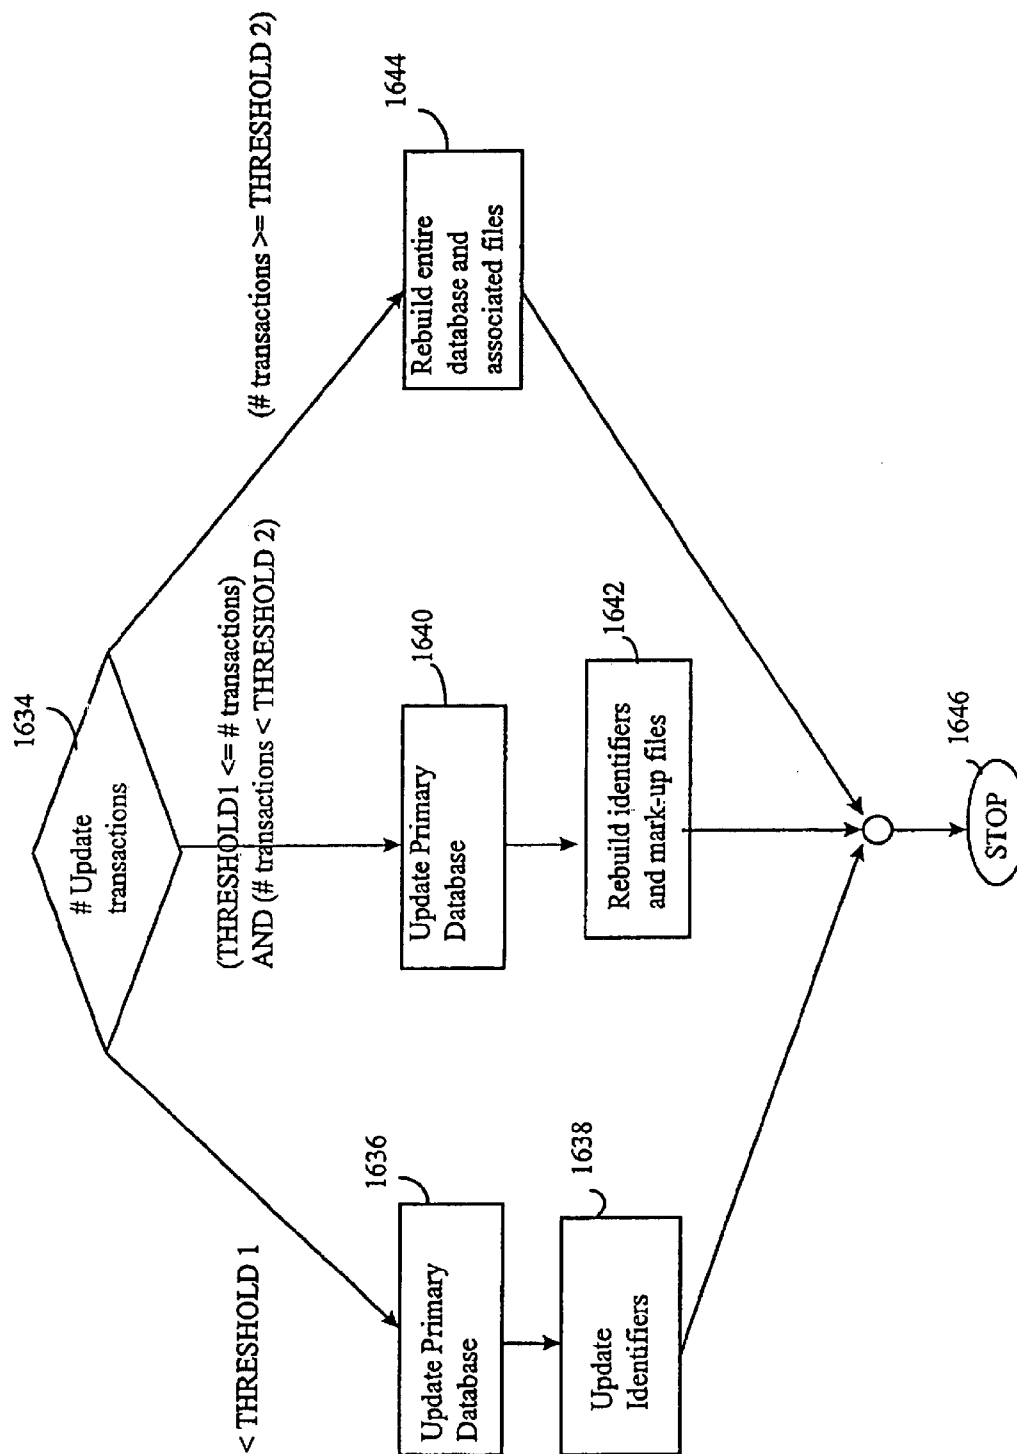 1634
# Update
transactions
< THRESHOLD 1
(THRESHOLD1 <= # transactions)
AND (# transactions < THRESHOLD 2)
(# transactions >= THRESHOLD 2)
1636
Update Primary
Database
1640
Update Primary
Database
1644
Rebuild entire
database and
associated files
1638
Update
Identifiers
1642
Rebuild identifiers
and mark-up files
1646
STOP